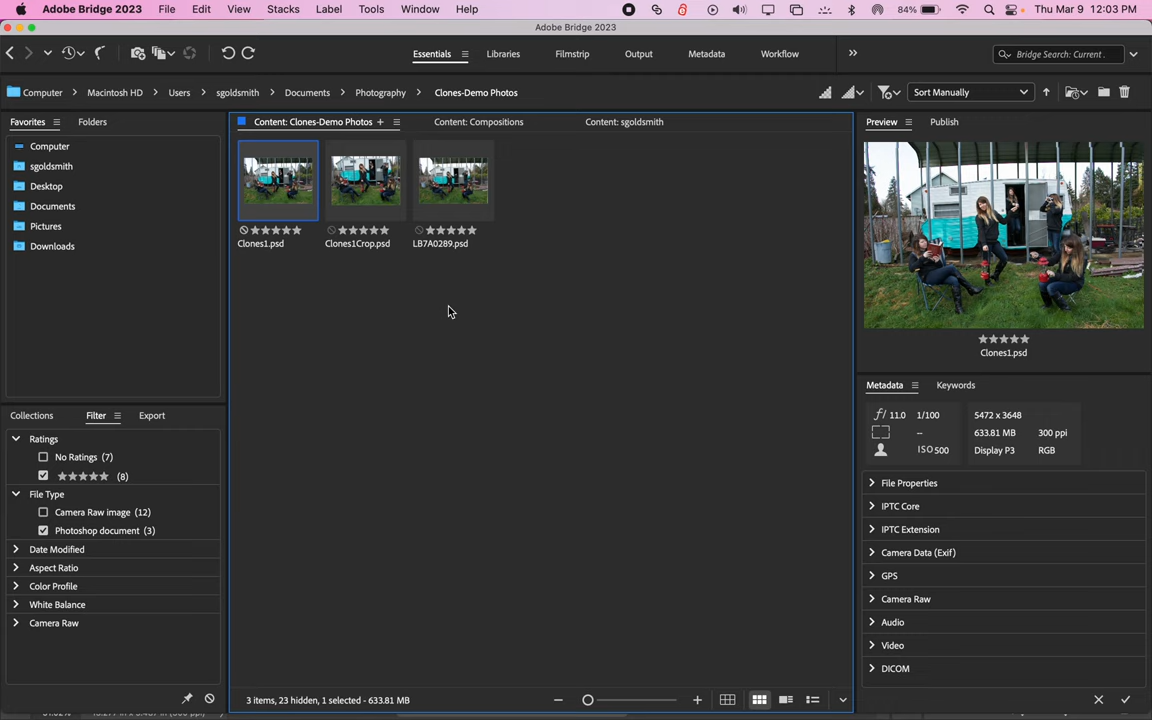 Adobe Bridge 2023 File Edit View Stacks Label Tools Window Help 84% Thu Mar 9 12:03 PM
Adobe Bridge 2023
Essentials Libraries Filmstrip Output Metadata Workflow Bridge Search: Current
Computer Macintosh HD Users sgoldsmith Documents Photography Clones-Demo Photos Sort Manually
Favorites Folders
Computer
sgoldsmith
Desktop
Documents
Pictures
Downloads
Collections Filter Export
Ratings
No Ratings (7)
(8)
File Type
Camera Raw image (12)
Photoshop document (3)
Date Modified
Aspect Ratio
Color Profile
White Balance
Camera Raw
Content: Clones-Demo Photos Content: Compositions Content: sgoldsmith
Clones1.psd Clones1Crop.psd LB7A0289.psd
3 items, 23 hidden, 1 selected - 633.81 MB
Preview Publish
Clones1.psd
Metadata Keywords
f/ 11.0 1/100 5472 x 3648
-- 633.81 MB 300 ppi
ISO500 Display P3 RGB
File Properties
IPTC Core
IPTC Extension
Camera Data (Exif)
GPS
Camera Raw
Audio
Video
DICOM